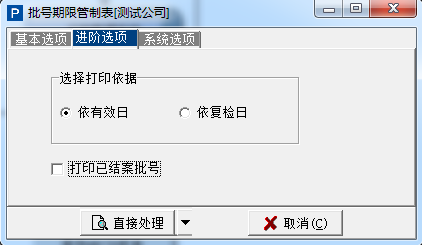 P 批号期限管制表[测试公司]
基本选项 进阶选项 系统选项
选择打印依据
依有效日 依复检日
打印已结案批号
直接处理 取消(C)